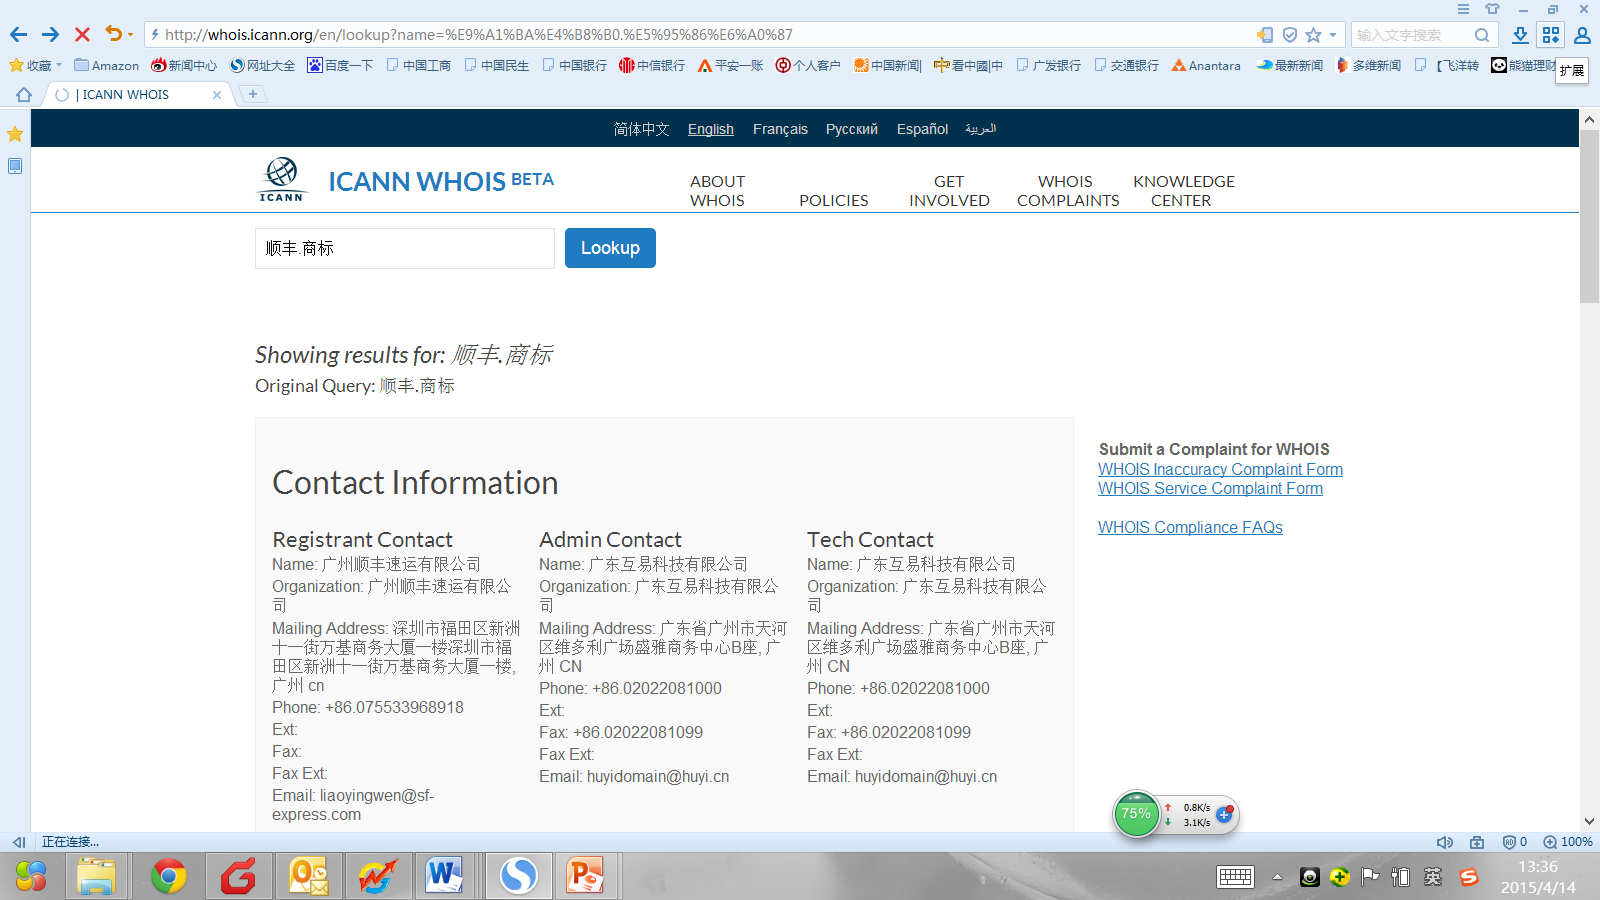 http://whois.icann.org/en/lookup?name=%E9%A1%BA%E4%B8%B0.%E5%95%86%E6%A0%87
输入文字搜索
收藏 Amazon 新闻中心 网址大全 百度一下 中国工商 中国民生 中国银行 中信银行 平安一账 个人客户 中国新闻| 看中國|中 广发银行 交通银行 Anantara 最新新闻 多维新闻 【飞洋转 熊猫理财
扩展
| ICANN WHOIS
简体中文 English Français Русский Español العربية
ICANN
ICANN WHOIS BETA
ABOUT WHOIS
POLICIES
GET INVOLVED
WHOIS COMPLAINTS
KNOWLEDGE CENTER
顺丰.商标
Lookup
Showing results for: 顺丰.商标
Original Query: 顺丰.商标
Contact Information
Registrant Contact
Name: 广州顺丰速运有限公司
Organization: 广州顺丰速运有限公
司
Mailing Address: 深圳市福田区新洲
十一街万基商务大厦一楼深圳市福
田区新洲十一街万基商务大厦一楼,
广州 cn
Phone: +86.075533968918
Ext:
Fax:
Fax Ext:
Email: liaoyingwen@sf-
express.com
Admin Contact
Name: 广东互易科技有限公司
Organization: 广东互易科技有限公
司
Mailing Address: 广东省广州市天河
区维多利广场盛雅商务中心B座, 广
州 CN
Phone: +86.02022081000
Ext:
Fax: +86.02022081099
Fax Ext:
Email: huyidomain@huyi.cn
Tech Contact
Name: 广东互易科技有限公司
Organization: 广东互易科技有限公
司
Mailing Address: 广东省广州市天河
区维多利广场盛雅商务中心B座, 广
州 CN
Phone: +86.02022081000
Ext:
Fax: +86.02022081099
Fax Ext:
Email: huyidomain@huyi.cn
Submit a Complaint for WHOIS
WHOIS Inaccuracy Complaint Form
WHOIS Service Complaint Form
WHOIS Compliance FAQs
75%
0.8K/s
3.1K/s
正在连接...
0
100%
英
13:36
2015/4/14